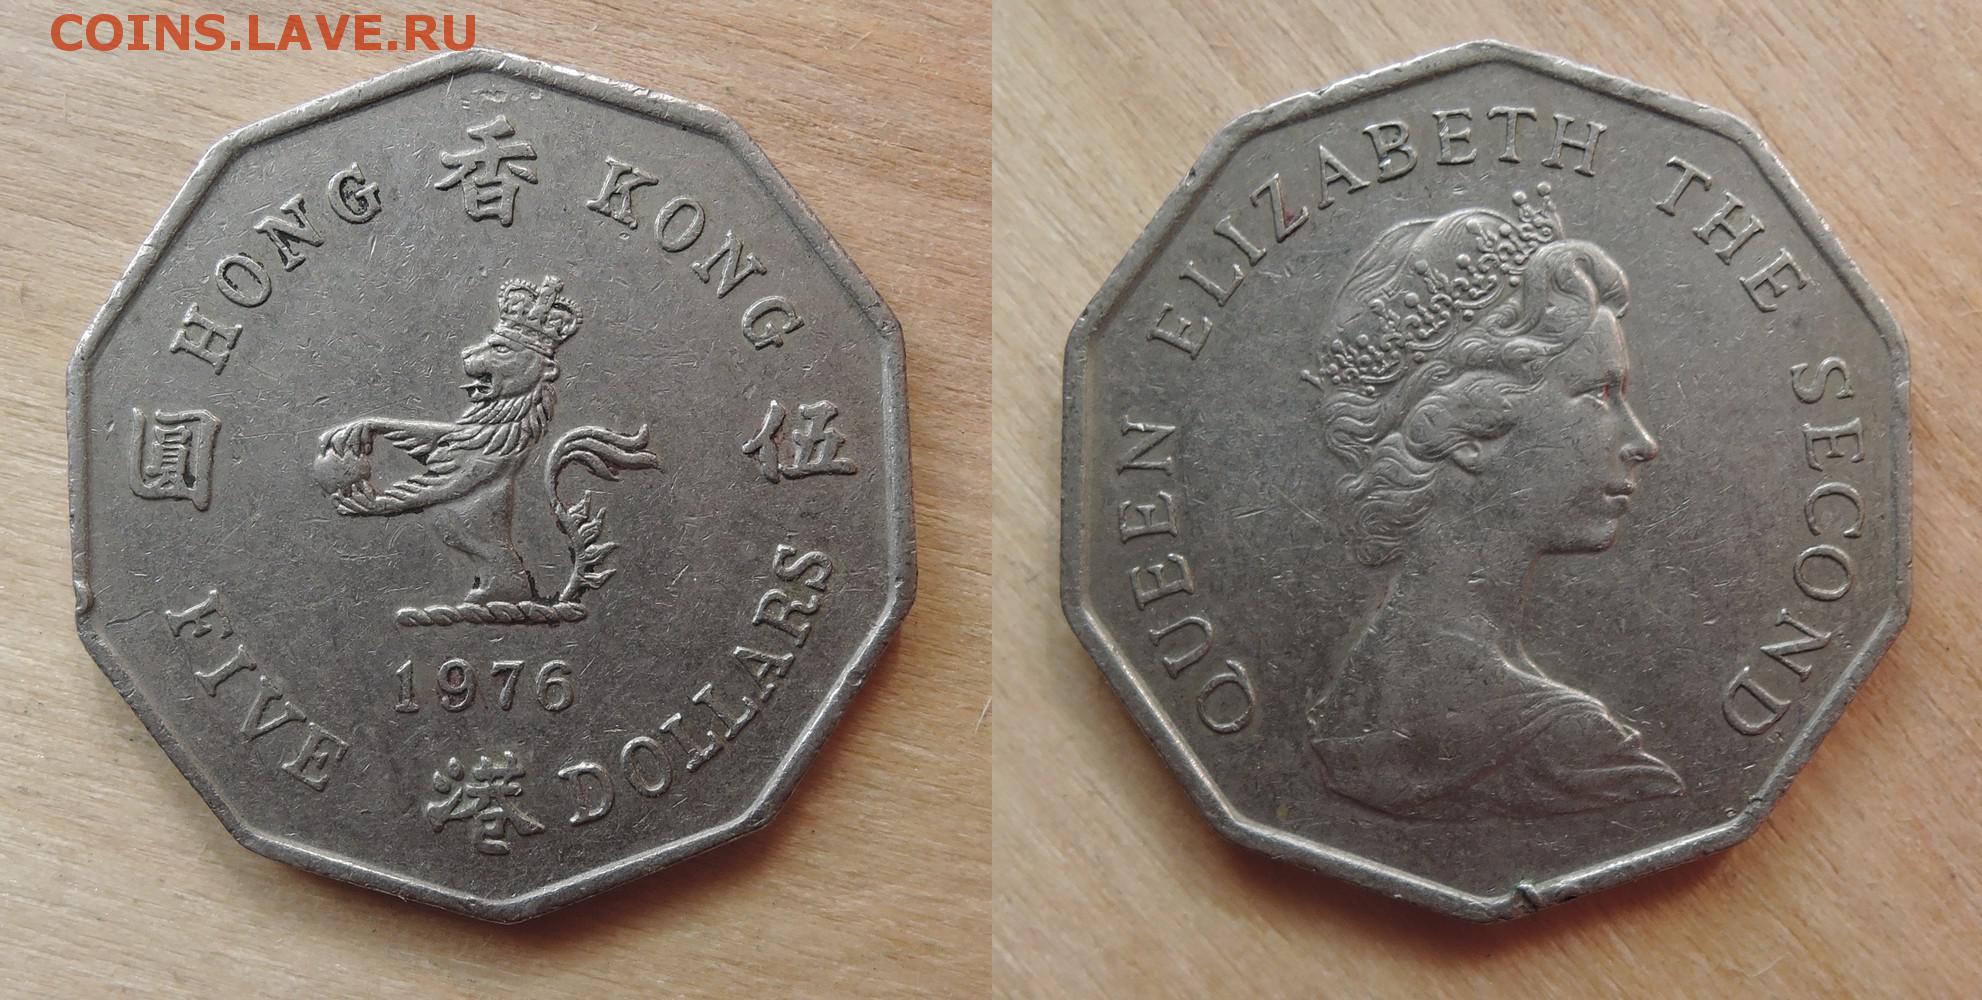 COINS.LAVE.RU
HONG 香 KONG
圓 伍
1976
FIVE 港 DOLLARS
QUEEN ELIZABETH THE SECOND